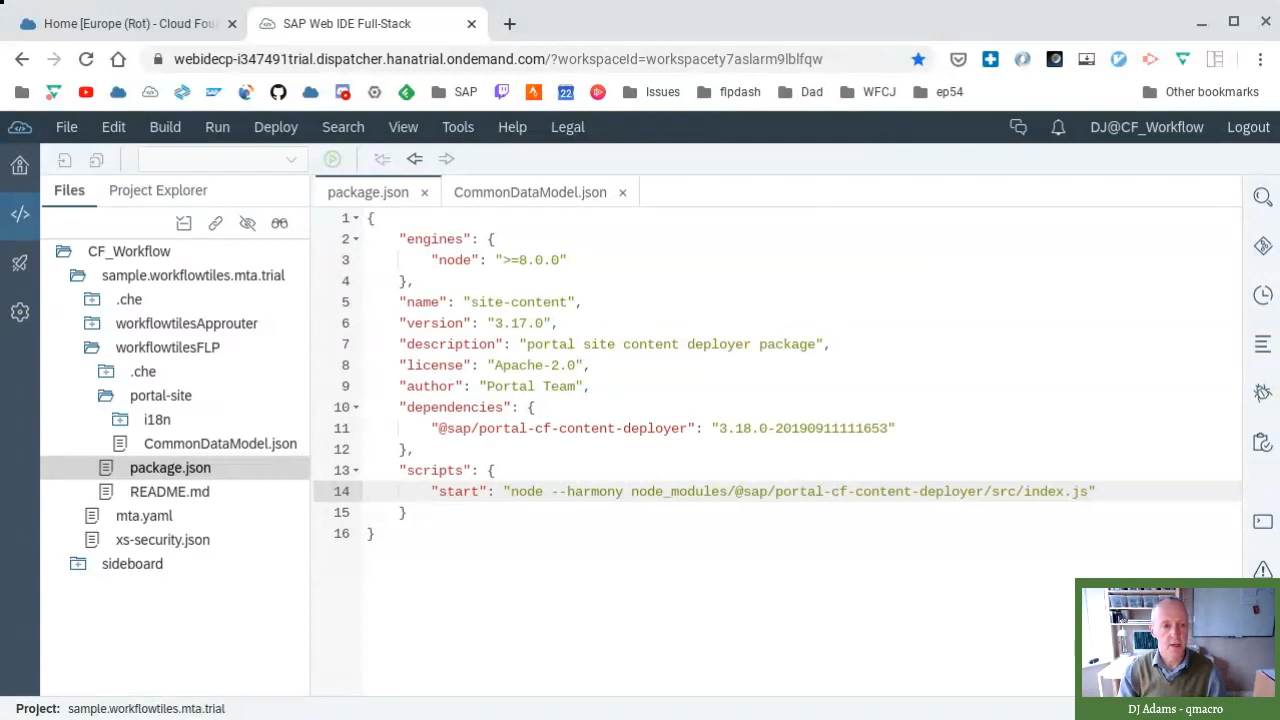 Home [Europe (Rot) - Cloud Fou
SAP Web IDE Full-Stack
webidecp-i347491trial.dispatcher.hanatrial.ondemand.com/?workspaceId=workspacety7aslarm9lblfqw
22
SAP
Issues
flpdash
Dad
WFCJ
ep54
Other bookmarks
File Edit Build Run Deploy Search View Tools Help Legal
DJ@CF_Workflow
Logout
Files
Project Explorer
package.json
CommonDataModel.json
CF_Workflow
sample.workflowtiles.mta.trial
.che
workflowtilesApprouter
workflowtilesFLP
.che
portal-site
i18n
CommonDataModel.json
package.json
README.md
mta.yaml
xs-security.json
sideboard
1 {
2 "engines": {
3 "node": ">=8.0.0"
4 },
5 "name": "site-content",
6 "version": "3.17.0",
7 "description": "portal site content deployer package",
8 "license": "Apache-2.0",
9 "author": "Portal Team",
10 "dependencies": {
11 "@sap/portal-cf-content-deployer": "3.18.0-20190911111653"
12 },
13 "scripts": {
14 "start": "node --harmony node_modules/@sap/portal-cf-content-deployer/src/index.js"
15 }
16 }
Project: sample.workflowtiles.mta.trial
DJ Adams - qmacro